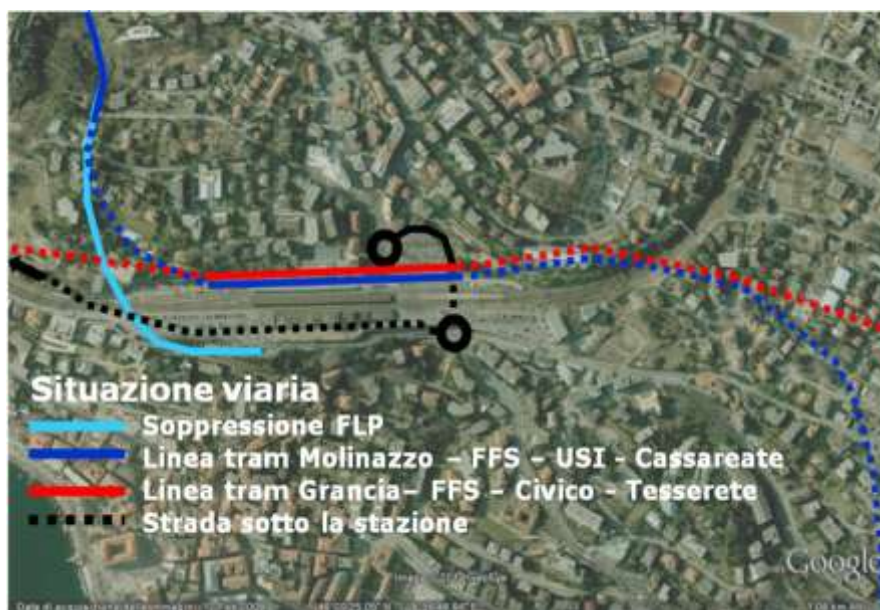 Situazione viaria
Soppressione FLP
Linea tram Molinazzo – FFS – USI - Cassareate
Linea tram Grancia– FFS – Civico - Tesserete
Strada sotto la stazione
Google